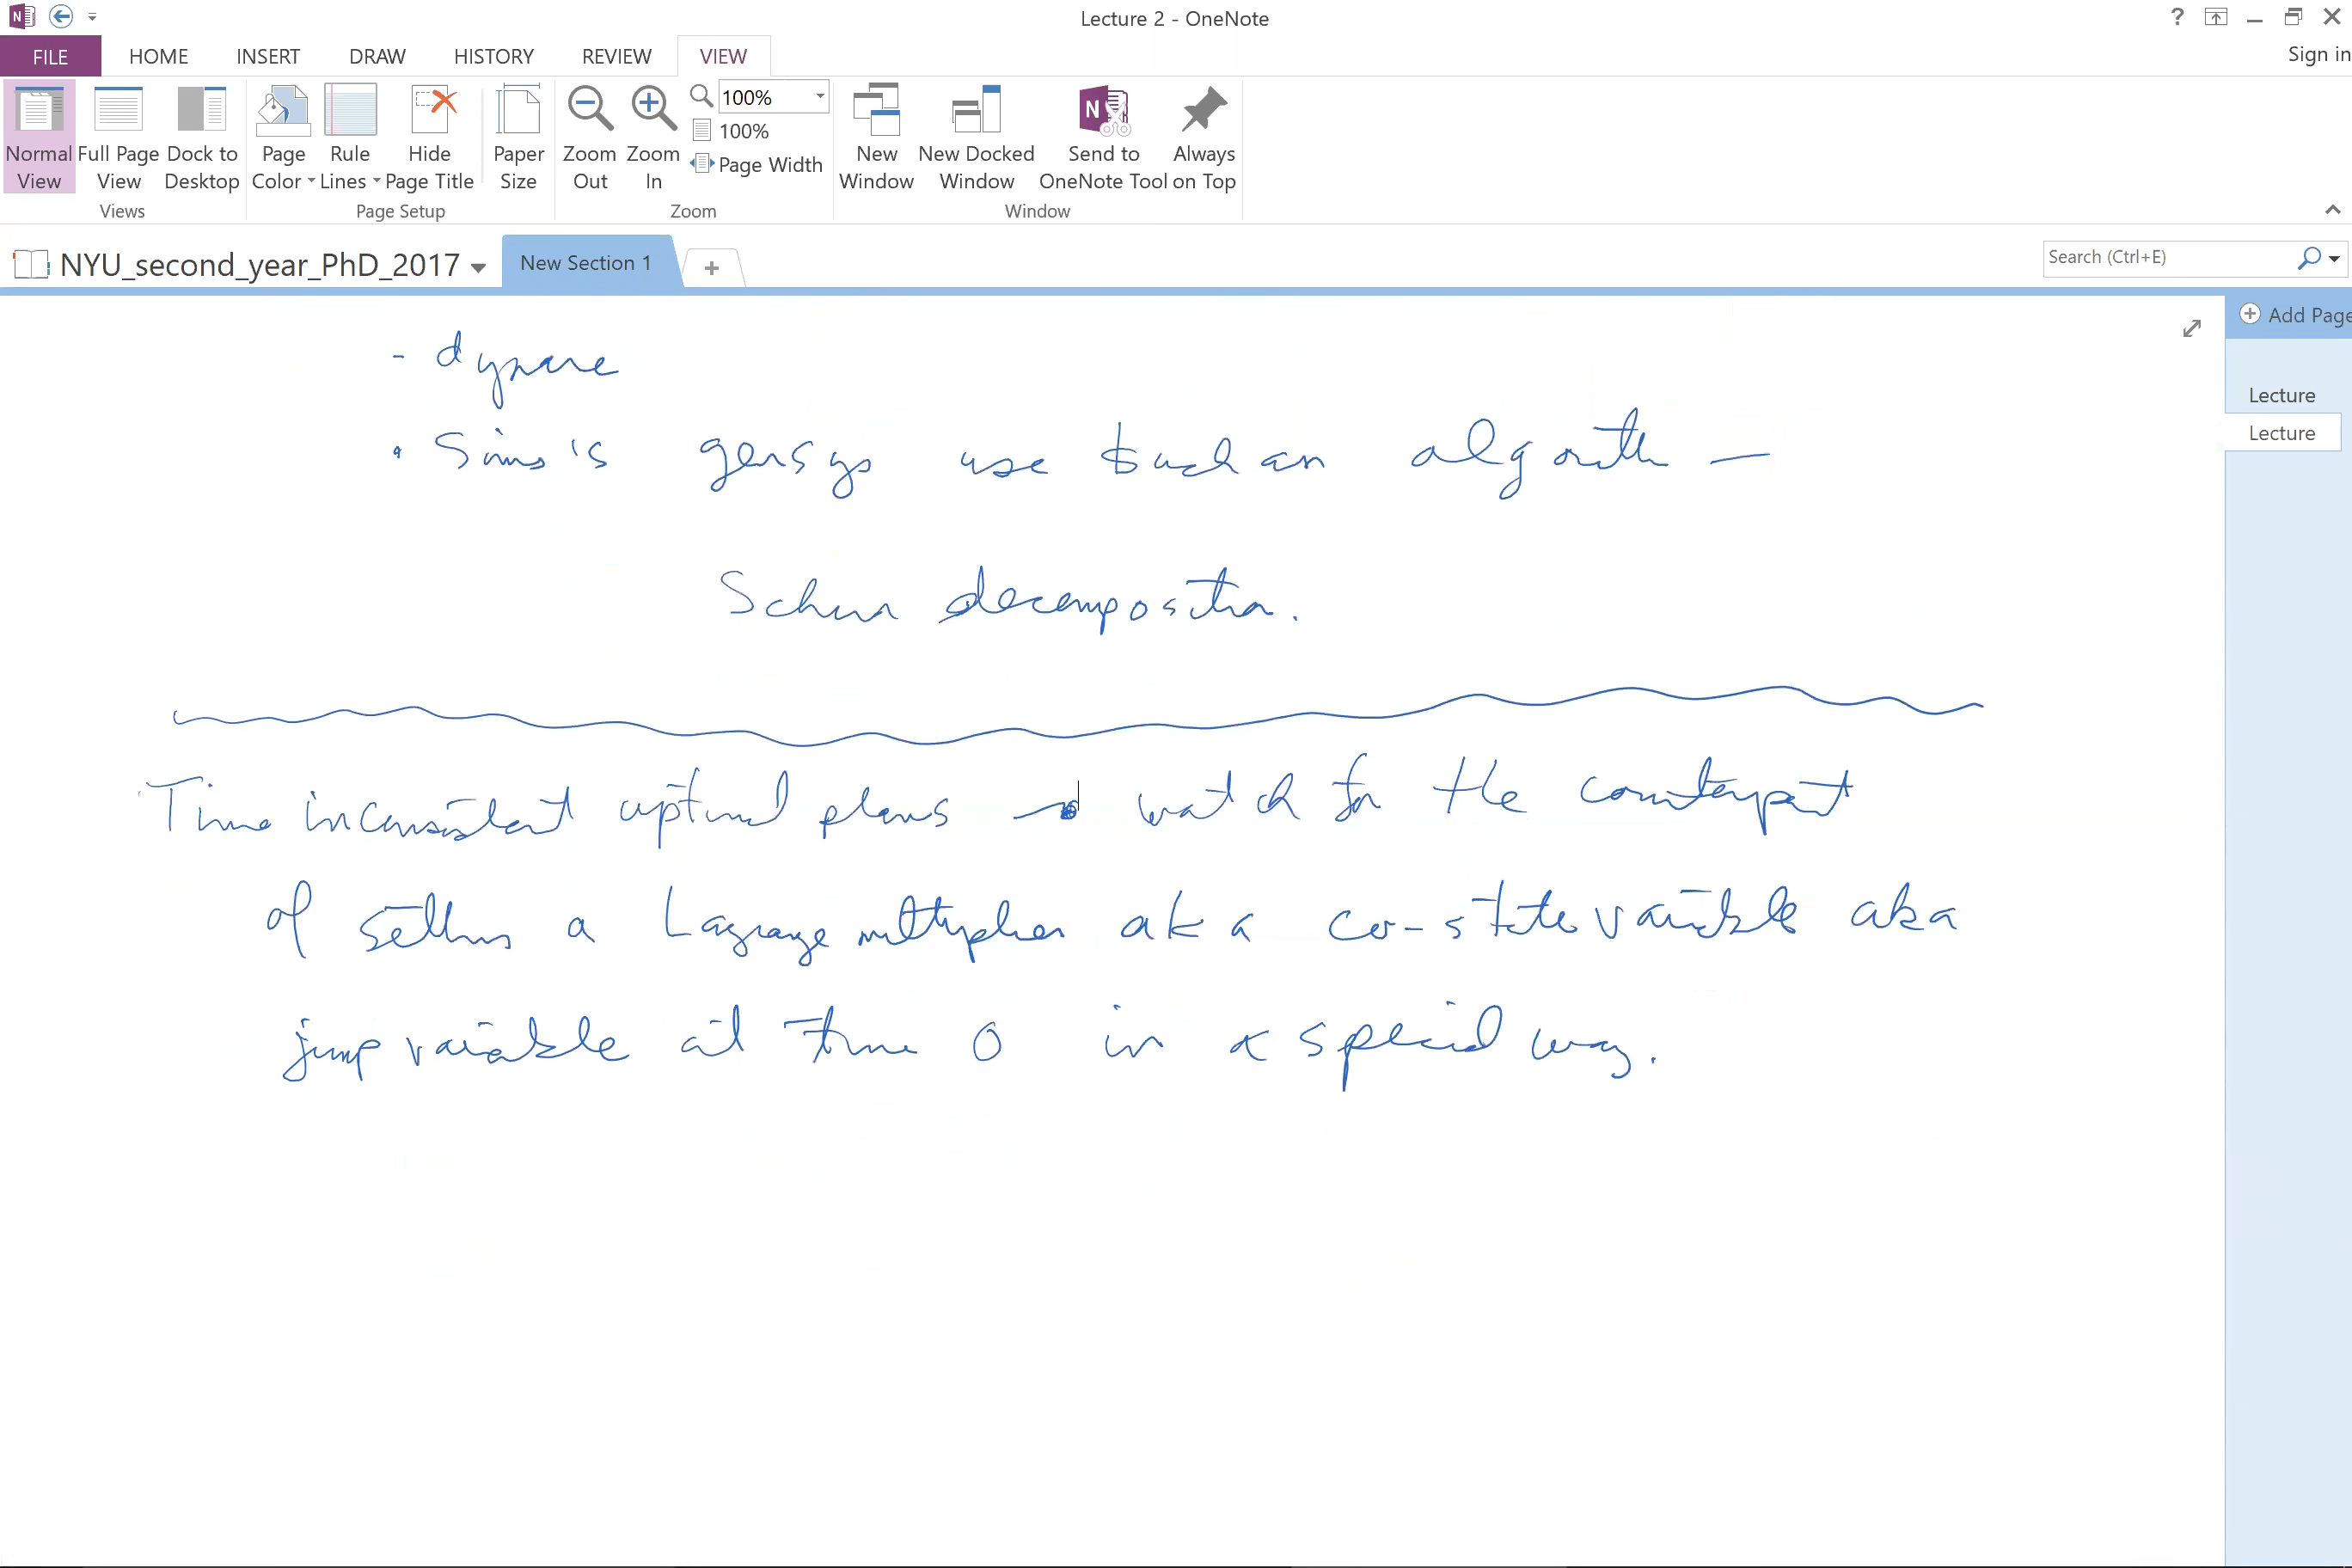 Lecture 2 - OneNote
?
Sign in
FILE HOME INSERT DRAW HISTORY REVIEW VIEW
Normal View
Full Page View
Dock to Desktop
Page Color
Rule Lines
Hide Page Title
Paper Size
Zoom Out
Zoom In
100%
100%
Page Width
New Window
New Docked Window
Send to OneNote Tool
Always on Top
Views
Page Setup
Zoom
Window
NYU_second_year_PhD_2017
New Section 1
+
Search (Ctrl+E)
Add Page
Lecture
Lecture
- dynare
• Sims's gensys use such an algorith —
Schur decomposition.
Time inconsistent optimal plans → watch for the counterpart
of setting a Lagrange multiplier aka a co-state variable aka
jump variable at time 0 in a special way.